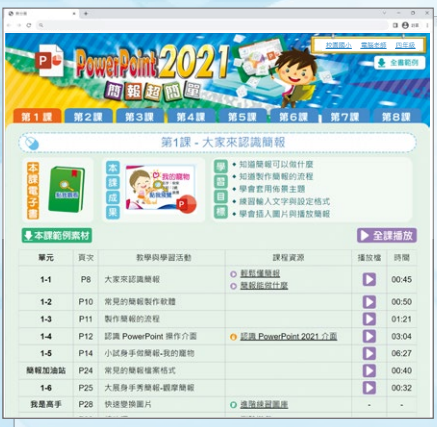 校園國小 電腦老師 四年級
PowerPoint 2021
簡報超簡單
全書範例
第1課 第2課 第3課 第4課 第5課 第6課 第7課 第8課
第1課 - 大家來認識簡報
本課電子書
本課成果
我的寵物
學習目標
• 知道簡報可以做什麼
• 知道製作簡報的流程
• 學會套用佈景主題
• 練習輸入文字與設定格式
• 學會插入圖片與播放簡報
本課範例素材
全課播放
單元 頁次 教學與學習活動 課程資源 播放檔 時間
1-1 P8 大家來認識簡報 輕鬆懂簡報 00:45
簡報能做什麼
1-2 P10 常見的簡報製作軟體 00:50
1-3 P11 製作簡報的流程 01:21
1-4 P12 認識 PowerPoint 操作介面 認識 PowerPoint 2021 介面 03:04
1-5 P14 小試身手做簡報-我的寵物 06:27
簡報加油站 P24 常見的簡報檔案格式 00:40
1-6 P25 大展身手秀簡報-觀摩簡報 00:32
我是高手 P28 快速變換圖片 進階練習圖庫 - -